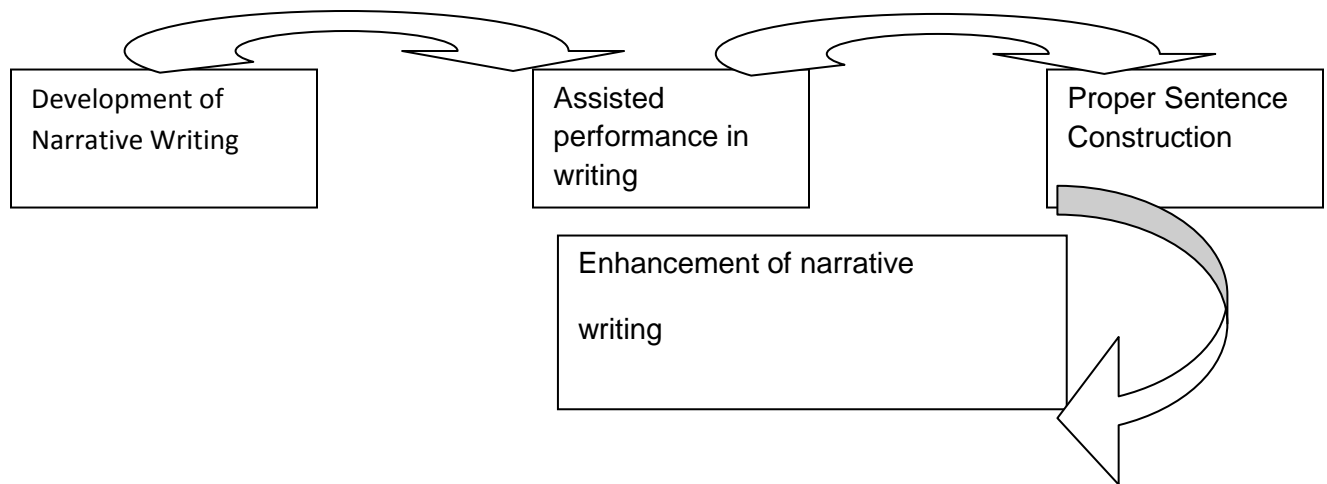 Development of
Narrative Writing
Assisted
performance in
writing
Proper Sentence
Construction
Enhancement of narrative
writing